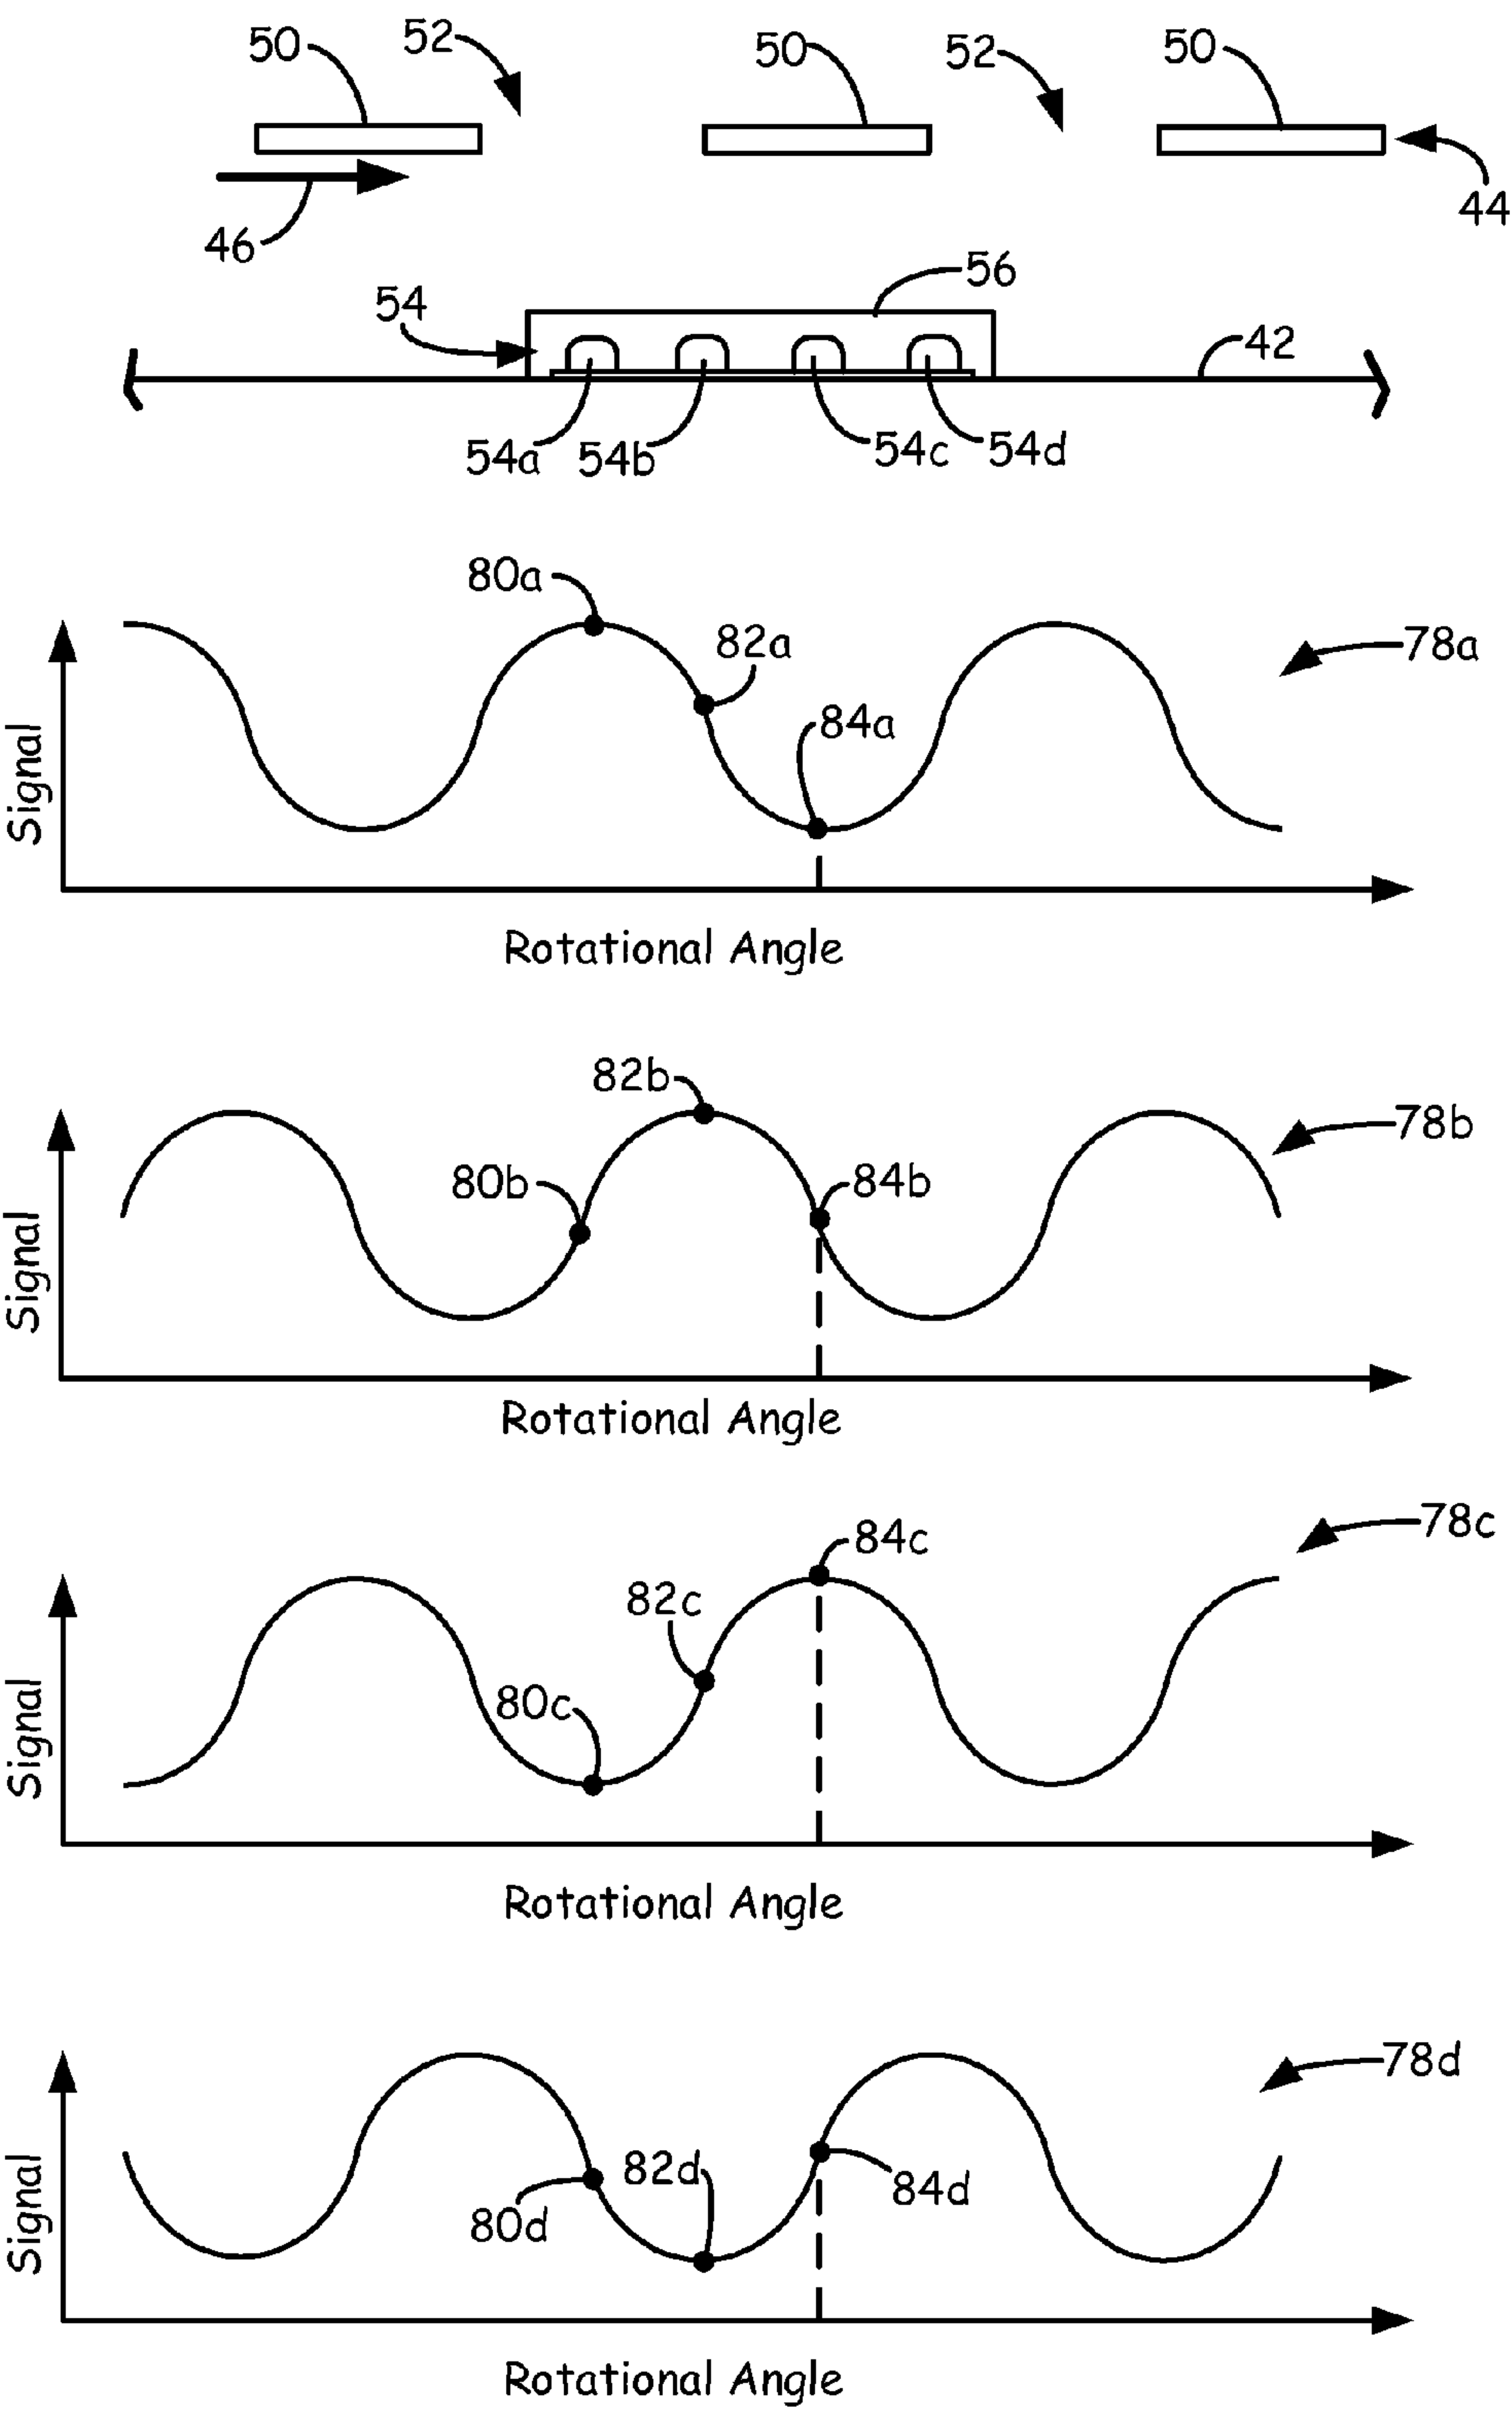 50 52 50 52 50
44
46
56
54
42
54a 54b 54c 54d
80a
82a
78a
84a
Signal
Rotational Angle
82b
78b
80b
84b
Signal
Rotational Angle
78c
84c
82c
80c
Signal
Rotational Angle
78d
82d
84d
80d
Signal
Rotational Angle